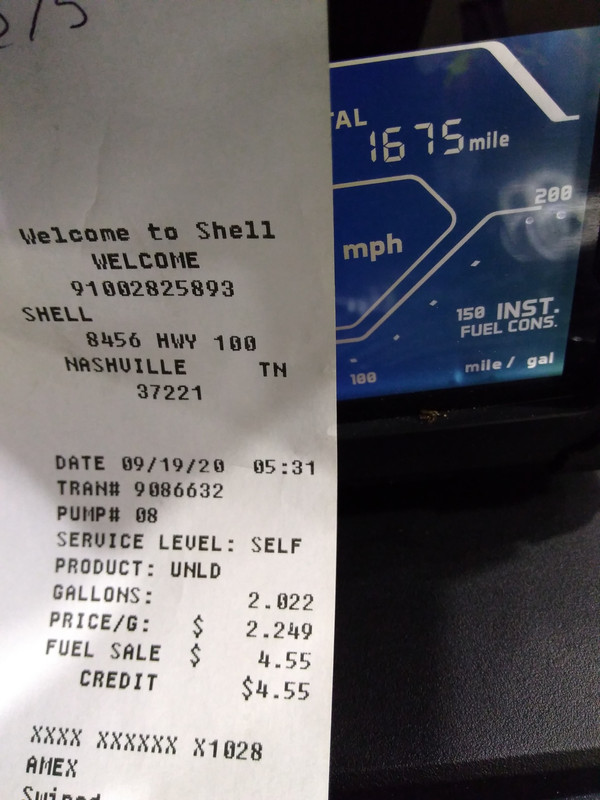 Welcome to Shell
WELCOME
91002825893
SHELL
8456 HWY 100
NASHVILLE TN
37221
DATE 09/19/20 05:31
TRAN# 9086632
PUMP# 08
SERVICE LEVEL: SELF
PRODUCT: UNLD
GALLONS: 2.022
PRICE/G: $ 2.249
FUEL SALE $ 4.55
CREDIT $4.55
XXXX XXXXXX X1028
AMEX
Swiped
TAL
1675 mile
mph
200
150 INST.
FUEL CONS.
mile / gal
100